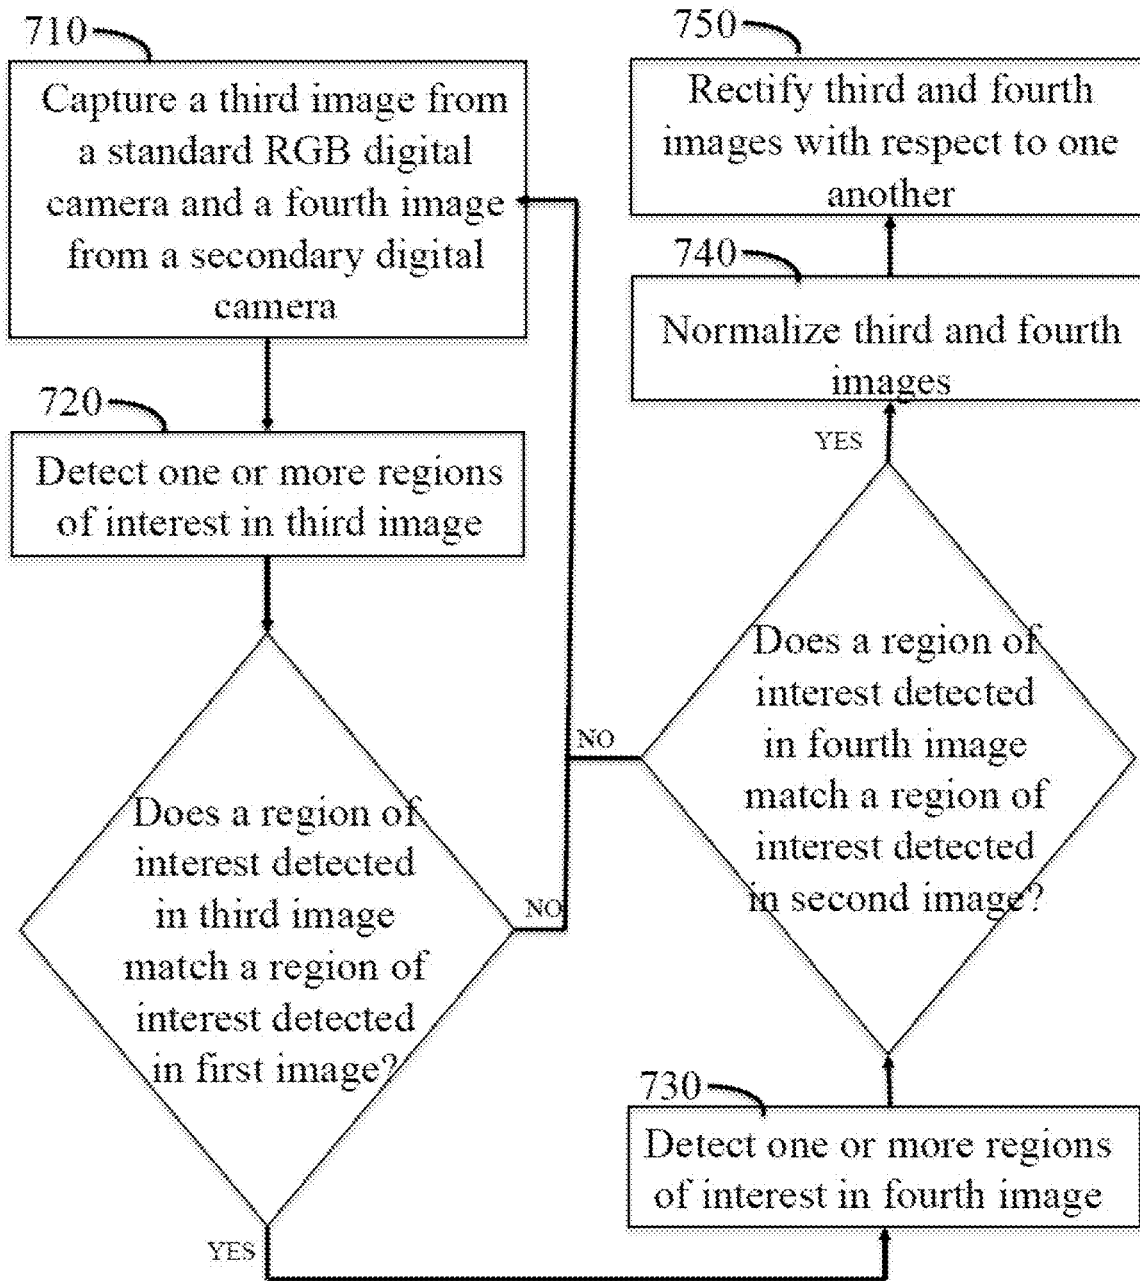 710
Capture a third image from
a standard RGB digital
camera and a fourth image
from a secondary digital
camera
720
Detect one or more regions
of interest in third image
Does a region of
interest detected
in third image
match a region of
interest detected
in first image?
NO
YES
730
Detect one or more regions
of interest in fourth image
Does a region of
interest detected
in fourth image
match a region of
interest detected
in second image?
NO
YES
740
Normalize third and fourth
images
750
Rectify third and fourth
images with respect to one
another